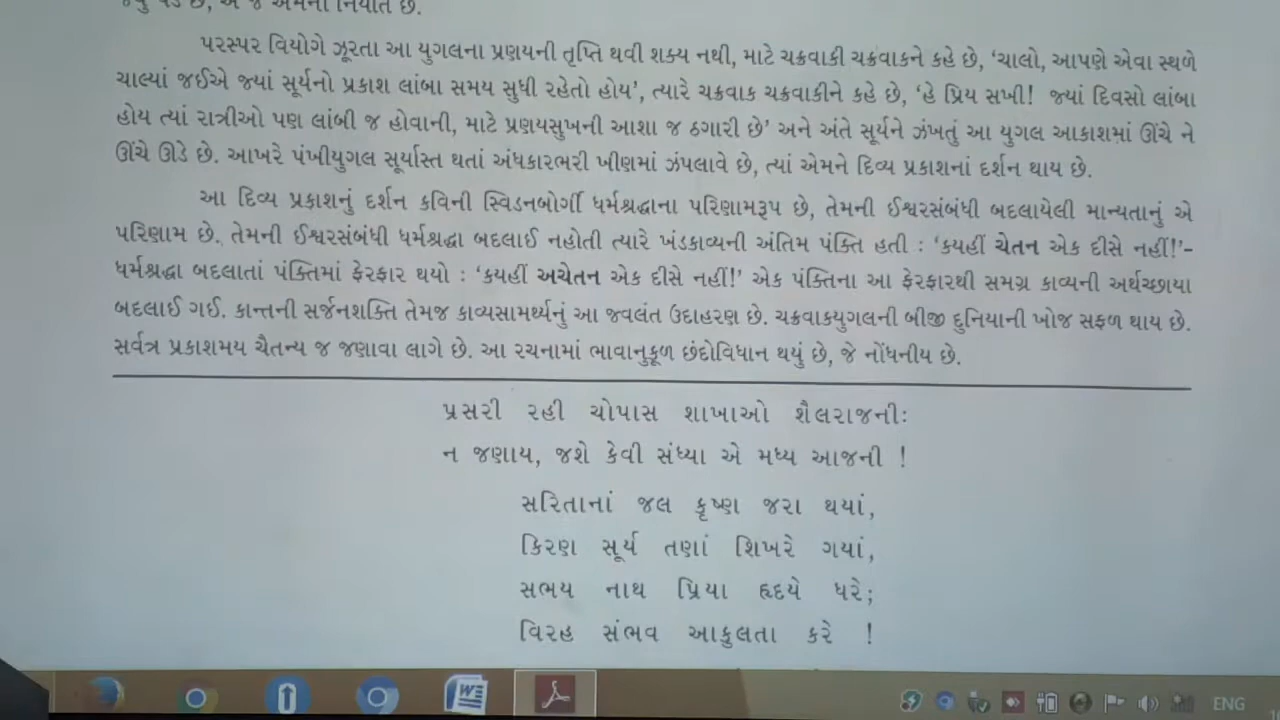 પરસ્પર વિયોગે ઝૂરતા આ યુગલના પ્રણયની તૃપ્તિ થવી શક્ય નથી, માટે ચક્રવાકી ચક્રવાકને કહે છે, ‘ચાલો, આપણે એવા સ્થળે
ચાલ્યાં જઈએ જ્યાં સૂર્યનો પ્રકાશ લાંબા સમય સુધી રહેતો હોય’, ત્યારે ચક્રવાક ચક્રવાકીને કહે છે, ‘હે પ્રિય સખી! જ્યાં દિવસો લાંબા
હોય ત્યાં રાત્રીઓ પણ લાંબી જ હોવાની, માટે પ્રણયસુખની આશા જ ઠગારી છે’ અને અંતે સૂર્યને ઝંખતું આ યુગલ આકાશમાં ઊંચે ને
ઊંચે ઊડે છે. આખરે પંખીયુગલ સૂર્યાસ્ત થતાં અંધકારભરી ખીણમાં ઝંપલાવે છે, ત્યાં એમને દિવ્ય પ્રકાશનાં દર્શન થાય છે.
આ દિવ્ય પ્રકાશનું દર્શન કવિની સ્વિડનબોર્ગી ધર્મશ્રદ્ધાના પરિણામરૂપ છે, તેમની ઈશ્વરસંબંધી બદલાયેલી માન્યતાનું એ
પરિણામ છે. તેમની ઈશ્વરસંબંધી ધર્મશ્રદ્ધા બદલાઈ નહોતી ત્યારે ખંડકાવ્યની અંતિમ પંક્તિ હતી : ‘કયહીં ચેતન એક દીસે નહીં!’-
ધર્મશ્રદ્ધા બદલાતાં પંક્તિમાં ફેરફાર થયો : ‘કયહીં અચેતન એક દીસે નહીં!’ એક પંક્તિના આ ફેરફારથી સમગ્ર કાવ્યની અર્થચ્છાયા
બદલાઈ ગઈ. કાન્તની સર્જનશક્તિ તેમજ કાવ્યસામર્થ્યનું આ જવલંત ઉદાહરણ છે. ચક્રવાકયુગલની બીજી દુનિયાની ખોજ સફળ થાય છે.
સર્વત્ર પ્રકાશમય ચૈતન્ય જ જણાવા લાગે છે. આ રચનામાં ભાવાનુકૂળ છંદોવિધાન થયું છે, જે નોંધનીય છે.
પ્રસરી રહી ચોપાસ શાખાઓ શૈલરાજનીઃ
ન જણાય, જશે કેવી સંધ્યા એ મધ્ય આજની !
સરિતાનાં જલ કૃષ્ણ જરા થયાં,
કિરણ સૂર્ય તણાં શિખરે ગયાં,
સભય નાથ પ્રિયા હૃદયે ધરે;
વિરહ સંભવ આકુલતા કરે !
ENG